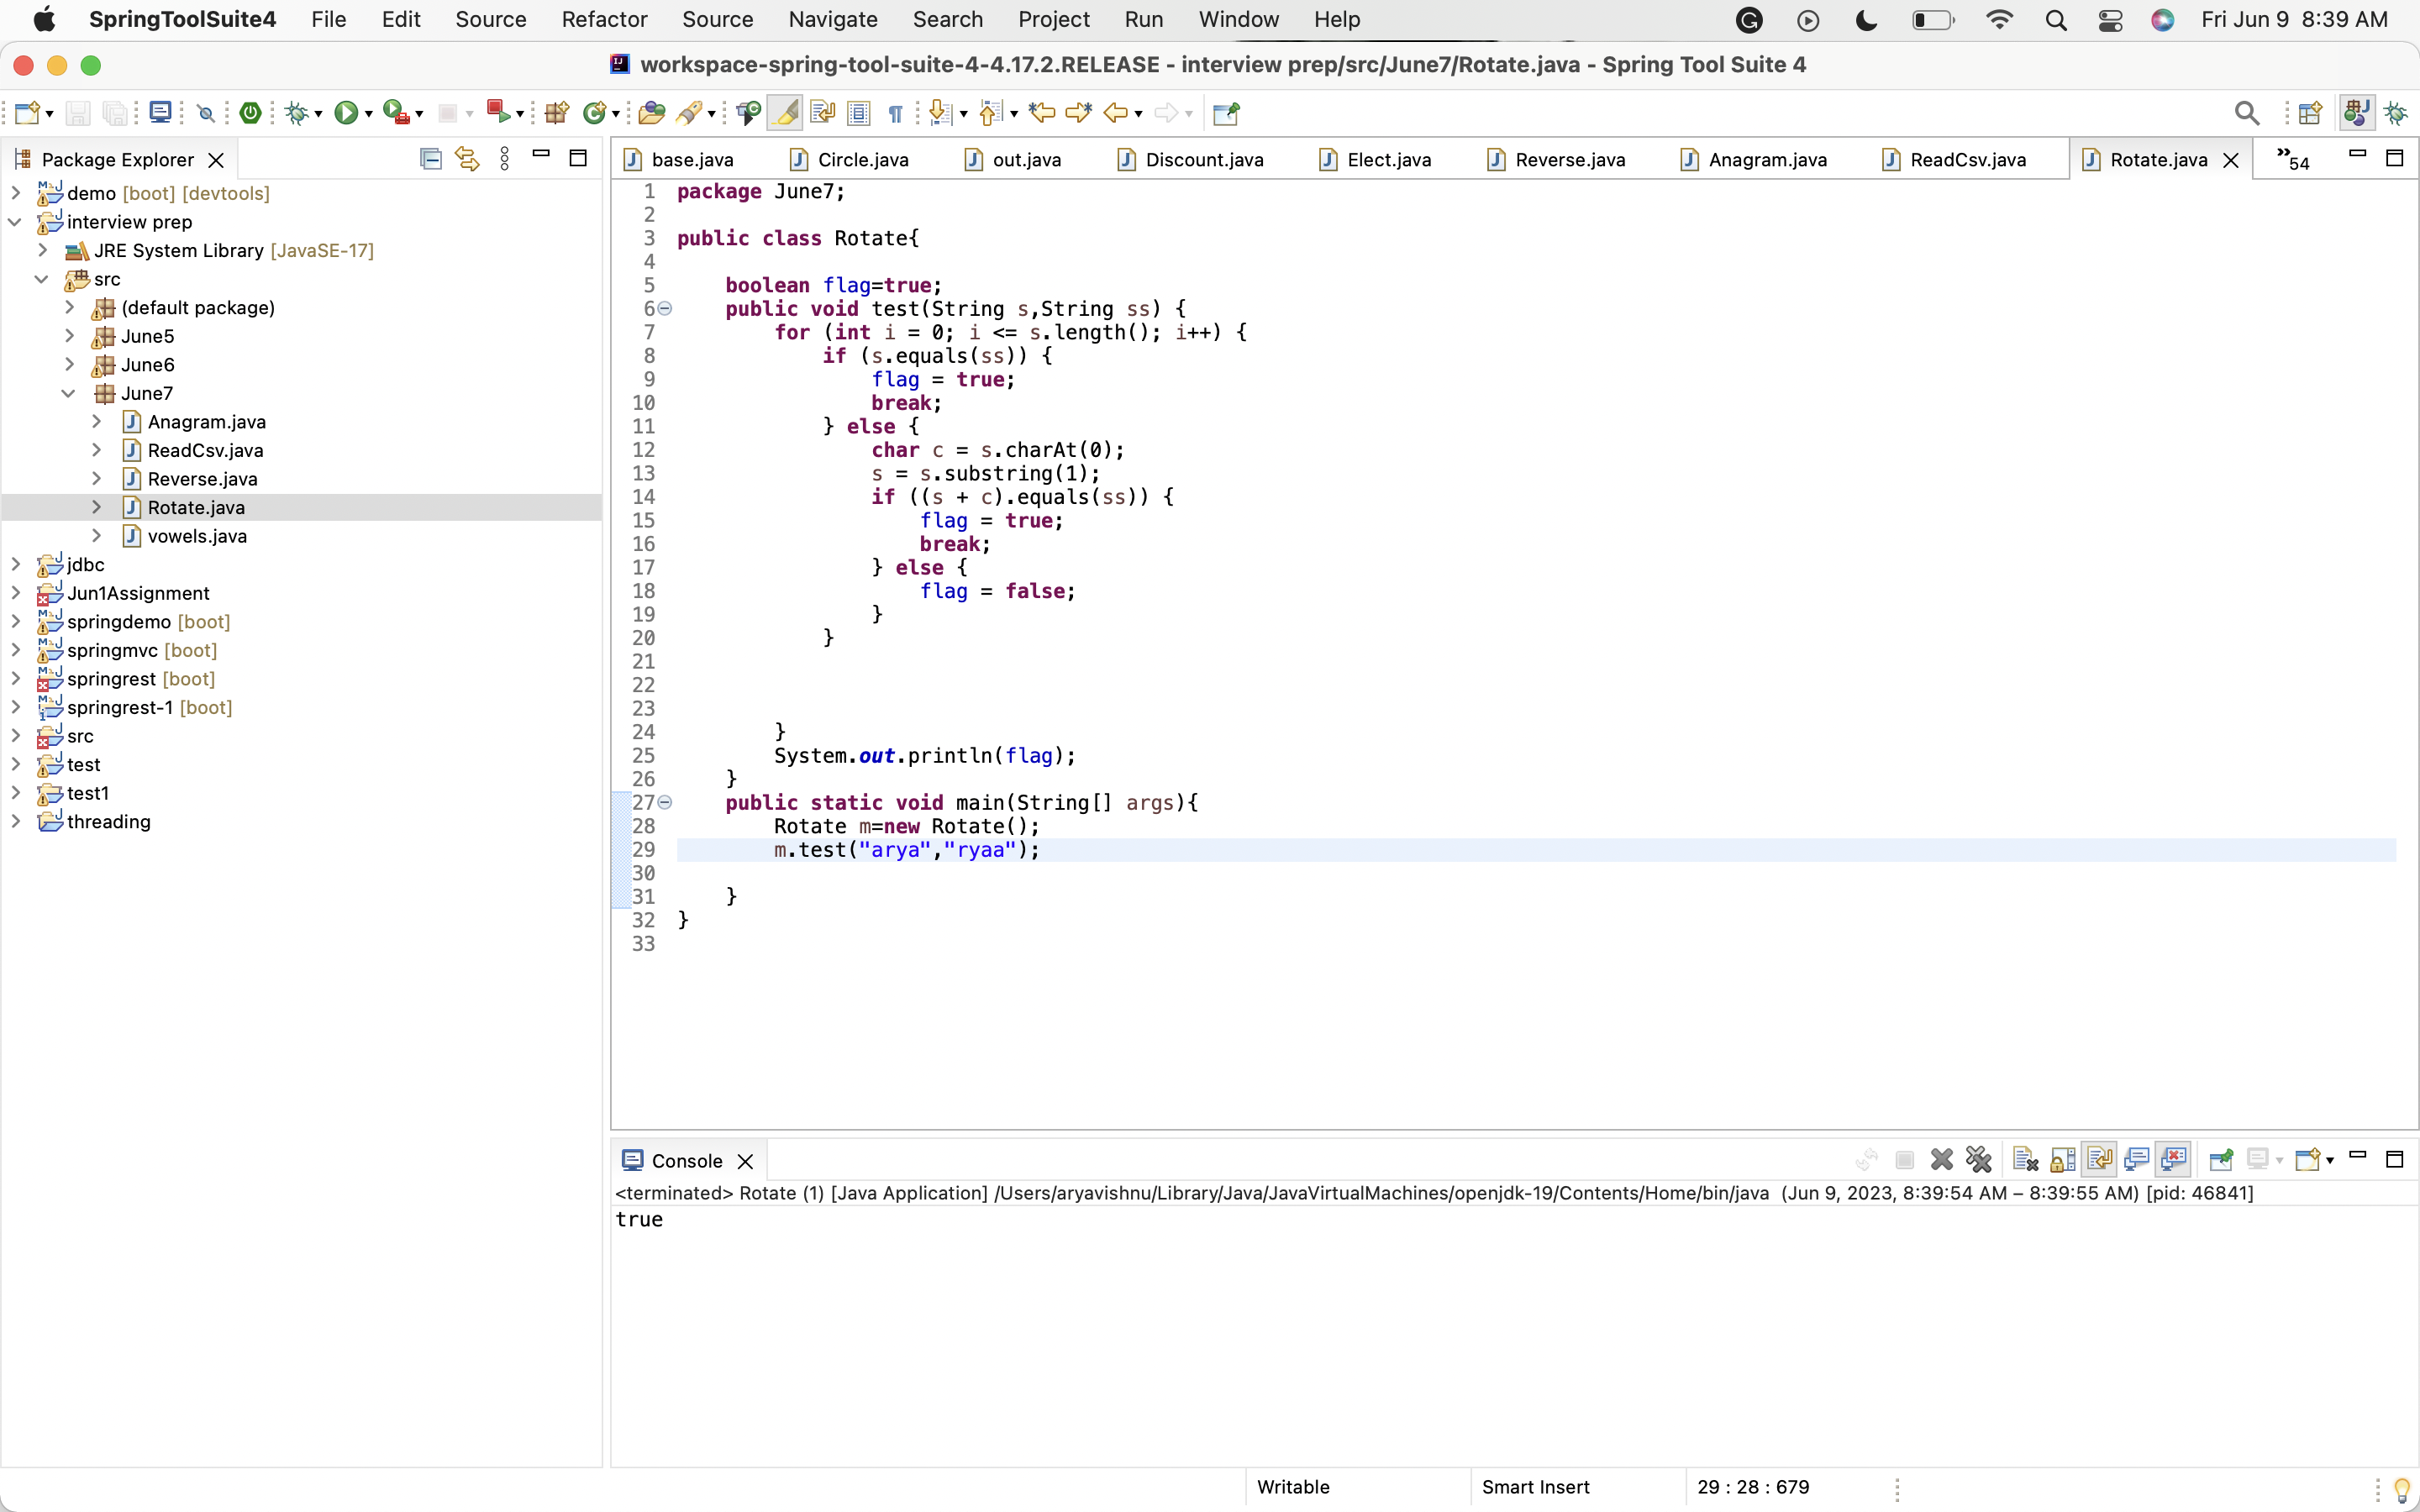 SpringToolSuite4 File Edit Source Refactor Source Navigate Search Project Run Window Help Fri Jun 9 8:39 AM
workspace-spring-tool-suite-4-4.17.2.RELEASE - interview prep/src/June7/Rotate.java - Spring Tool Suite 4
Package Explorer
demo [boot] [devtools]
interview prep
JRE System Library [JavaSE-17]
src
(default package)
June5
June6
June7
Anagram.java
ReadCsv.java
Reverse.java
Rotate.java
vowels.java
jdbc
Jun1Assignment
springdemo [boot]
springmvc [boot]
springrest [boot]
springrest-1 [boot]
src
test
test1
threading
base.java Circle.java out.java Discount.java Elect.java Reverse.java Anagram.java ReadCsv.java Rotate.java »54
1 package June7;
2
3 public class Rotate{
4
5 boolean flag=true;
6 public void test(String s,String ss) {
7 for (int i = 0; i <= s.length(); i++) {
8 if (s.equals(ss)) {
9 flag = true;
10 break;
11 } else {
12 char c = s.charAt(0);
13 s = s.substring(1);
14 if ((s + c).equals(ss)) {
15 flag = true;
16 break;
17 } else {
18 flag = false;
19 }
20 }
21
22
23
24 }
25 System.out.println(flag);
26 }
27 public static void main(String[] args){
28 Rotate m=new Rotate();
29 m.test("arya","ryaa");
30
31 }
32 }
33
Console
<terminated> Rotate (1) [Java Application] /Users/aryavishnu/Library/Java/JavaVirtualMachines/openjdk-19/Contents/Home/bin/java (Jun 9, 2023, 8:39:54 AM – 8:39:55 AM) [pid: 46841]
true
Writable Smart Insert 29 : 28 : 679